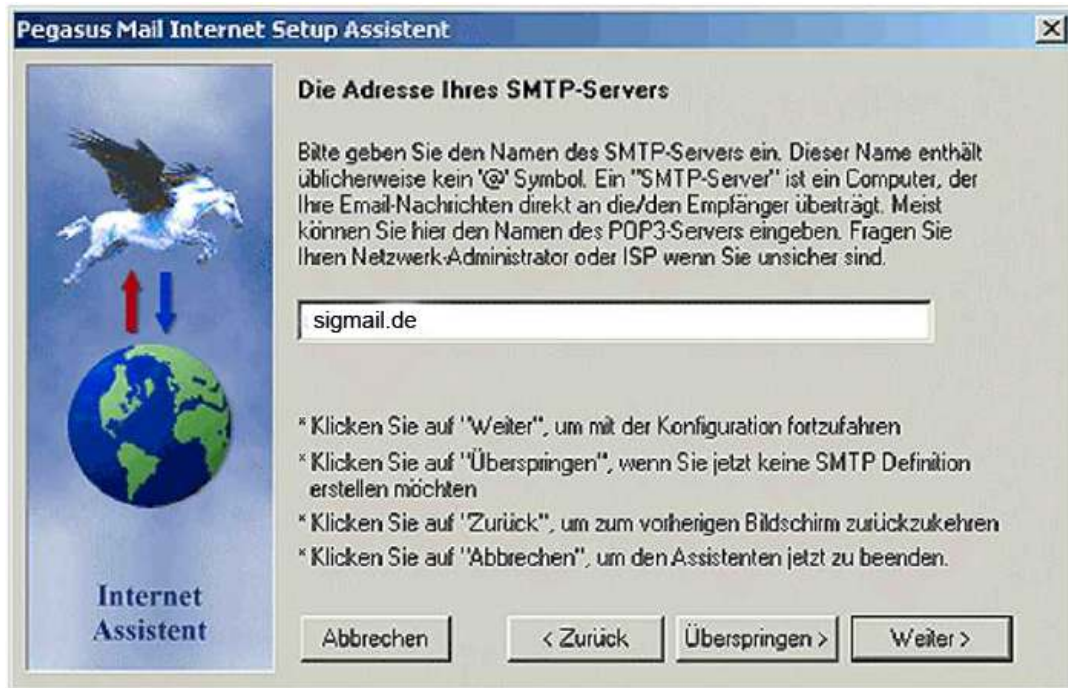 Pegasus Mail Internet Setup Assistent
Die Adresse Ihres SMTP-Servers
Bitte geben Sie den Namen des SMTP-Servers ein. Dieser Name enthält
üblicherweise kein '@' Symbol. Ein "SMTP-Server" ist ein Computer, der
Ihre Email-Nachrichten direkt an die/den Empfänger überträgt. Meist
können Sie hier den Namen des POP3-Servers eingeben. Fragen Sie
Ihren Netzwerk-Administrator oder ISP wenn Sie unsicher sind.
sigmail.de
* Klicken Sie auf "Weiter", um mit der Konfiguration fortzufahren
* Klicken Sie auf "Überspringen", wenn Sie jetzt keine SMTP Definition
erstellen möchten
* Klicken Sie auf "Zurück", um zum vorherigen Bildschirm zurückzukehren
* Klicken Sie auf "Abbrechen", um den Assistenten jetzt zu beenden.
Internet
Assistent
Abbrechen
< Zurück
Überspringen >
Weiter >